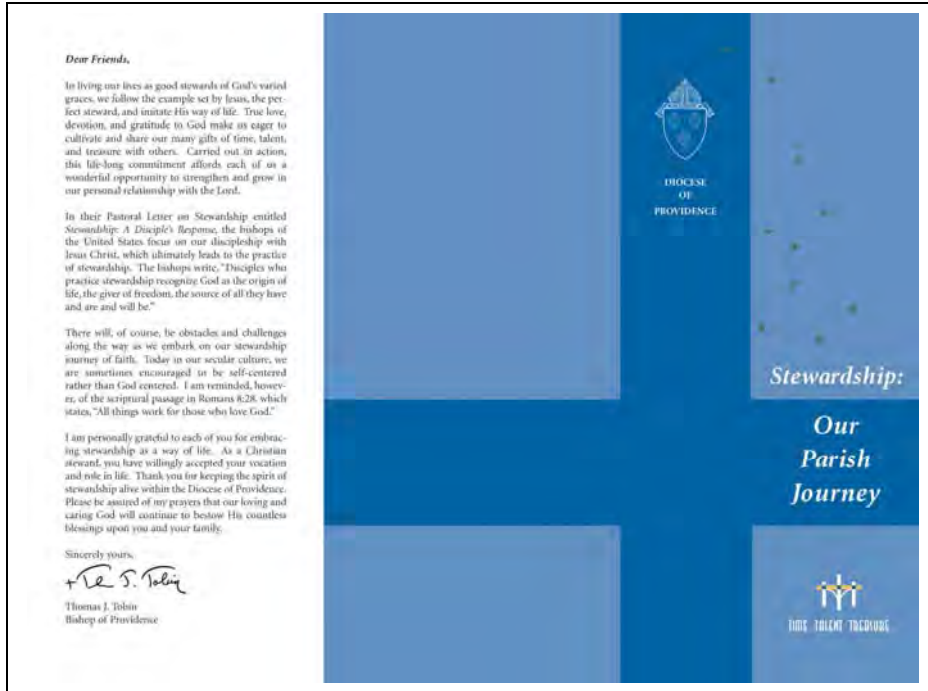 Dear Friends,
In living our lives as good stewards of God's varied
graces, we follow the example set by Jesus, the per-
fect steward, and imitate His way of life. True love,
devotion, and gratitude to God make us eager to
cultivate and share our many gifts of time, talent,
and treasure with others. Carried out in action,
this life-long commitment affords each of us a
wonderful opportunity to strengthen and grow in
our personal relationship with the Lord.
In their Pastoral Letter on Stewardship entitled
Stewardship: A Disciple's Response, the bishops of
the United States focus on our discipleship with
Jesus Christ, which ultimately leads to the practice
of stewardship. The bishops write, "Disciples who
practice stewardship recognize God as the origin of
life, the giver of freedom, the source of all they have
and are and will be."
There will, of course, be obstacles and challenges
along the way as we embark on our stewardship
journey of faith. Today in our secular culture, we
are sometimes encouraged to be self-centered
rather than God centered. I am reminded, howev-
er, of the scriptural passage in Romans 8:28, which
states, "All things work for those who love God."
I am personally grateful to each of you for embrac-
ing stewardship as a way of life. As a Christian
steward, you have willingly accepted your vocation
and role in life. Thank you for keeping the spirit of
stewardship alive within the Diocese of Providence.
Please be assured of my prayers that our loving and
caring God will continue to bestow His countless
blessings upon you and your family.
Sincerely yours,
J. Tobin
Thomas J. Tobin
Bishop of Providence
DIOCESE
OF
PROVIDENCE
Stewardship:
Our
Parish
Journey
TIME TALENT TREASURE